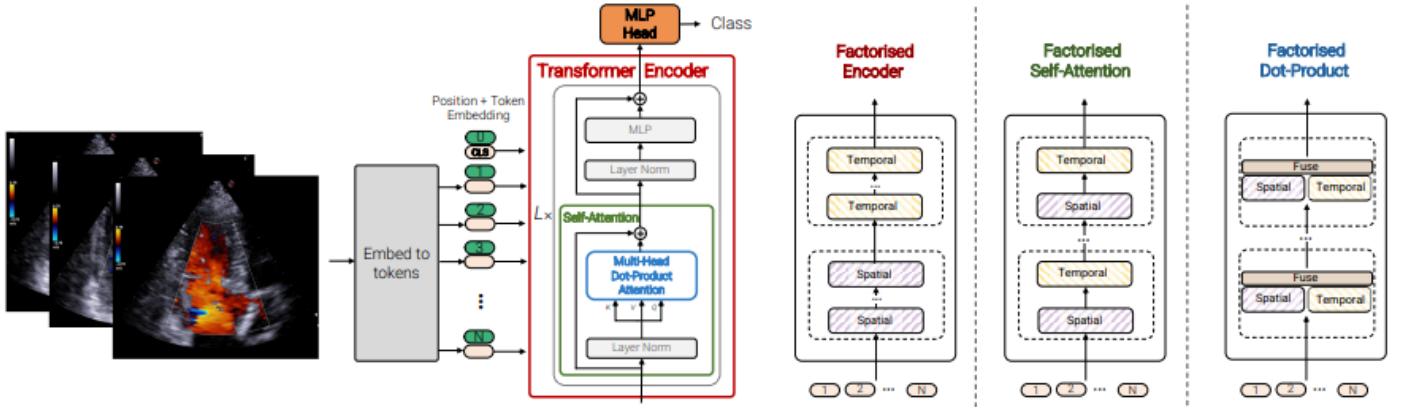 MLP
Head
Class
Transformer Encoder
Position + Token
Embedding
0
CLS
1
2
3
N
Embed to
tokens
L×
MLP
Layer Norm
Self-Attention
Multi-Head
Dot-Product
Attention
K V Q
Layer Norm
Factorised
Encoder
Temporal
...
Temporal
Spatial
...
Spatial
1 2 ... N
Factorised
Self-Attention
Temporal
Spatial
...
Temporal
Spatial
1 2 ... N
Factorised
Dot-Product
Fuse
Spatial Temporal
...
Fuse
Spatial Temporal
1 2 ... N